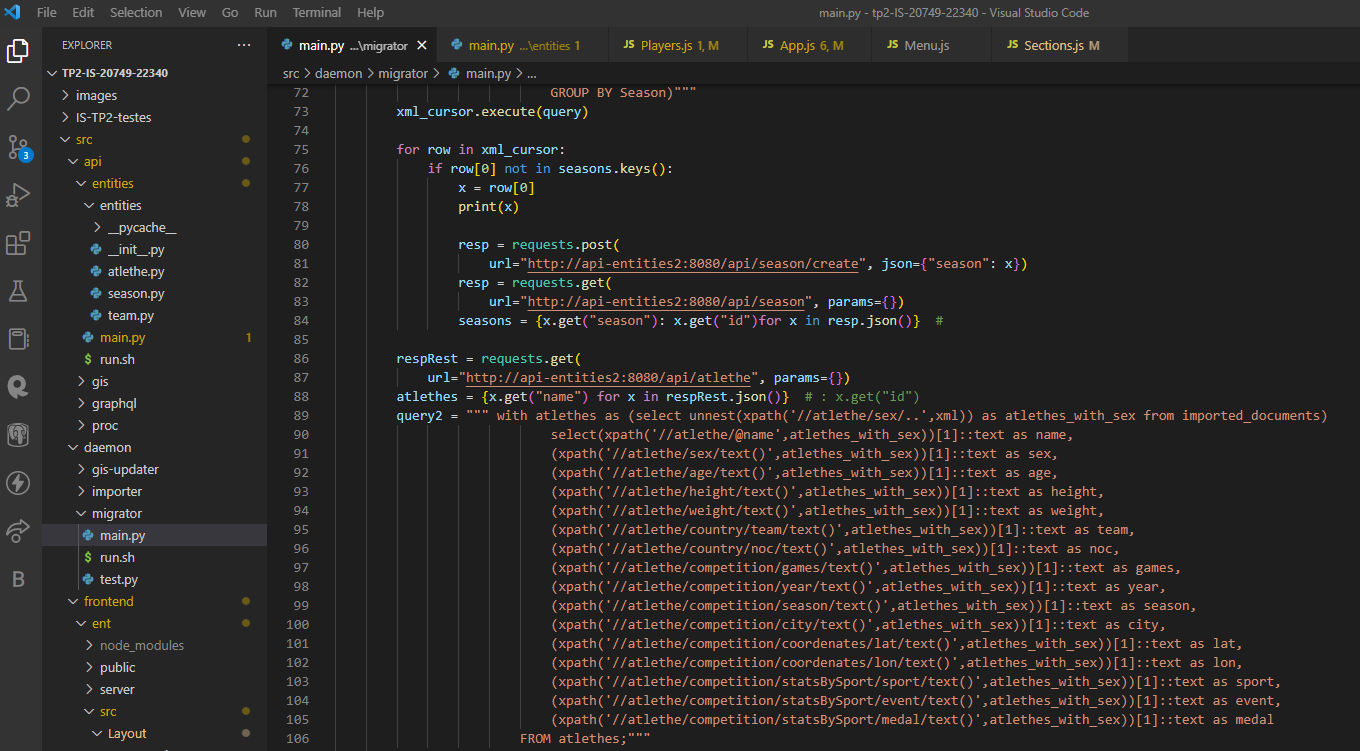 File Edit Selection View Go Run Terminal Help
main.py - tp2-IS-20749-22340 - Visual Studio Code
EXPLORER ...
TP2-IS-20749-22340
images
IS-TP2-testes
src
api
entities
entities
__pycache__
__init__.py
atlethe.py
season.py
team.py
main.py 1
run.sh
gis
graphql
proc
daemon
gis-updater
importer
migrator
main.py
run.sh
test.py
frontend
ent
node_modules
public
server
src
Layout
3
B
main.py ...\migrator
main.py ...\entities 1
JS Players.js 1, M
JS App.js 6, M
JS Menu.js
JS Sections.js M
src > daemon > migrator > main.py > ...
72 GROUP BY Season)"""
73 xml_cursor.execute(query)
74
75 for row in xml_cursor:
76 if row[0] not in seasons.keys():
77 x = row[0]
78 print(x)
79
80 resp = requests.post(
81 url="http://api-entities2:8080/api/season/create", json={"season": x})
82 resp = requests.get(
83 url="http://api-entities2:8080/api/season", params={})
84 seasons = {x.get("season"): x.get("id")for x in resp.json()} #
85
86 respRest = requests.get(
87 url="http://api-entities2:8080/api/atlethe", params={})
88 atlethes = {x.get("name") for x in respRest.json()} # : x.get("id")
89 query2 = """ with atlethes as (select unnest(xpath('//atlethe/sex/..',xml)) as atlethes_with_sex from imported_documents)
90 select(xpath('//atlethe/@name',atlethes_with_sex))[1]::text as name,
91 (xpath('//atlethe/sex/text()',atlethes_with_sex))[1]::text as sex,
92 (xpath('//atlethe/age/text()',atlethes_with_sex))[1]::text as age,
93 (xpath('//atlethe/height/text()',atlethes_with_sex))[1]::text as height,
94 (xpath('//atlethe/weight/text()',atlethes_with_sex))[1]::text as weight,
95 (xpath('//atlethe/country/team/text()',atlethes_with_sex))[1]::text as team,
96 (xpath('//atlethe/country/noc/text()',atlethes_with_sex))[1]::text as noc,
97 (xpath('//atlethe/competition/games/text()',atlethes_with_sex))[1]::text as games,
98 (xpath('//atlethe/competition/year/text()',atlethes_with_sex))[1]::text as year,
99 (xpath('//atlethe/competition/season/text()',atlethes_with_sex))[1]::text as season,
100 (xpath('//atlethe/competition/city/text()',atlethes_with_sex))[1]::text as city,
101 (xpath('//atlethe/competition/coordenates/lat/text()',atlethes_with_sex))[1]::text as lat,
102 (xpath('//atlethe/competition/coordenates/lon/text()',atlethes_with_sex))[1]::text as lon,
103 (xpath('//atlethe/competition/statsBySport/sport/text()',atlethes_with_sex))[1]::text as sport,
104 (xpath('//atlethe/competition/statsBySport/event/text()',atlethes_with_sex))[1]::text as event,
105 (xpath('//atlethe/competition/statsBySport/medal/text()',atlethes_with_sex))[1]::text as medal
106 FROM atlethes;"""